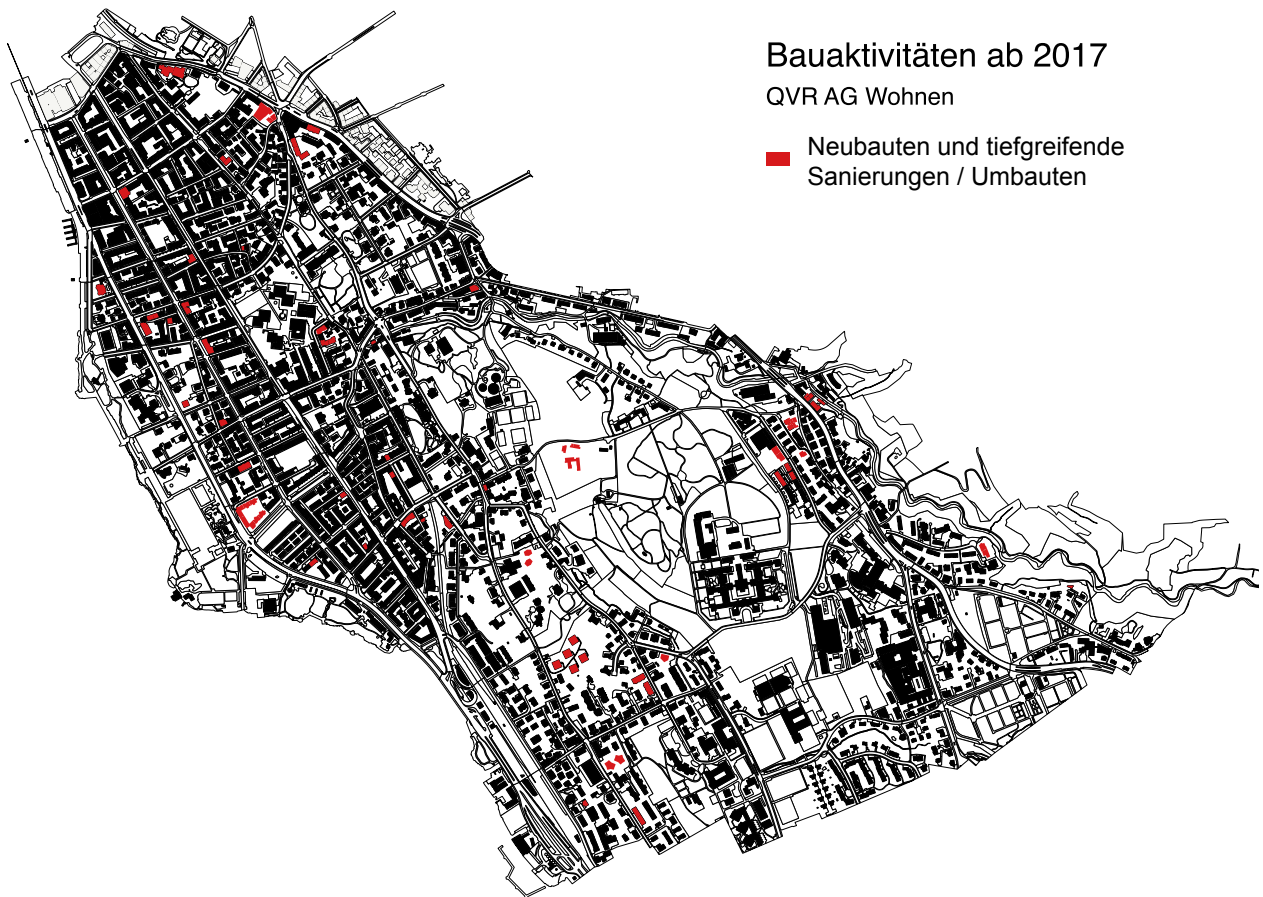 Bauaktivitäten ab 2017
QVR AG Wohnen
Neubauten und tiefgreifende
Sanierungen / Umbauten